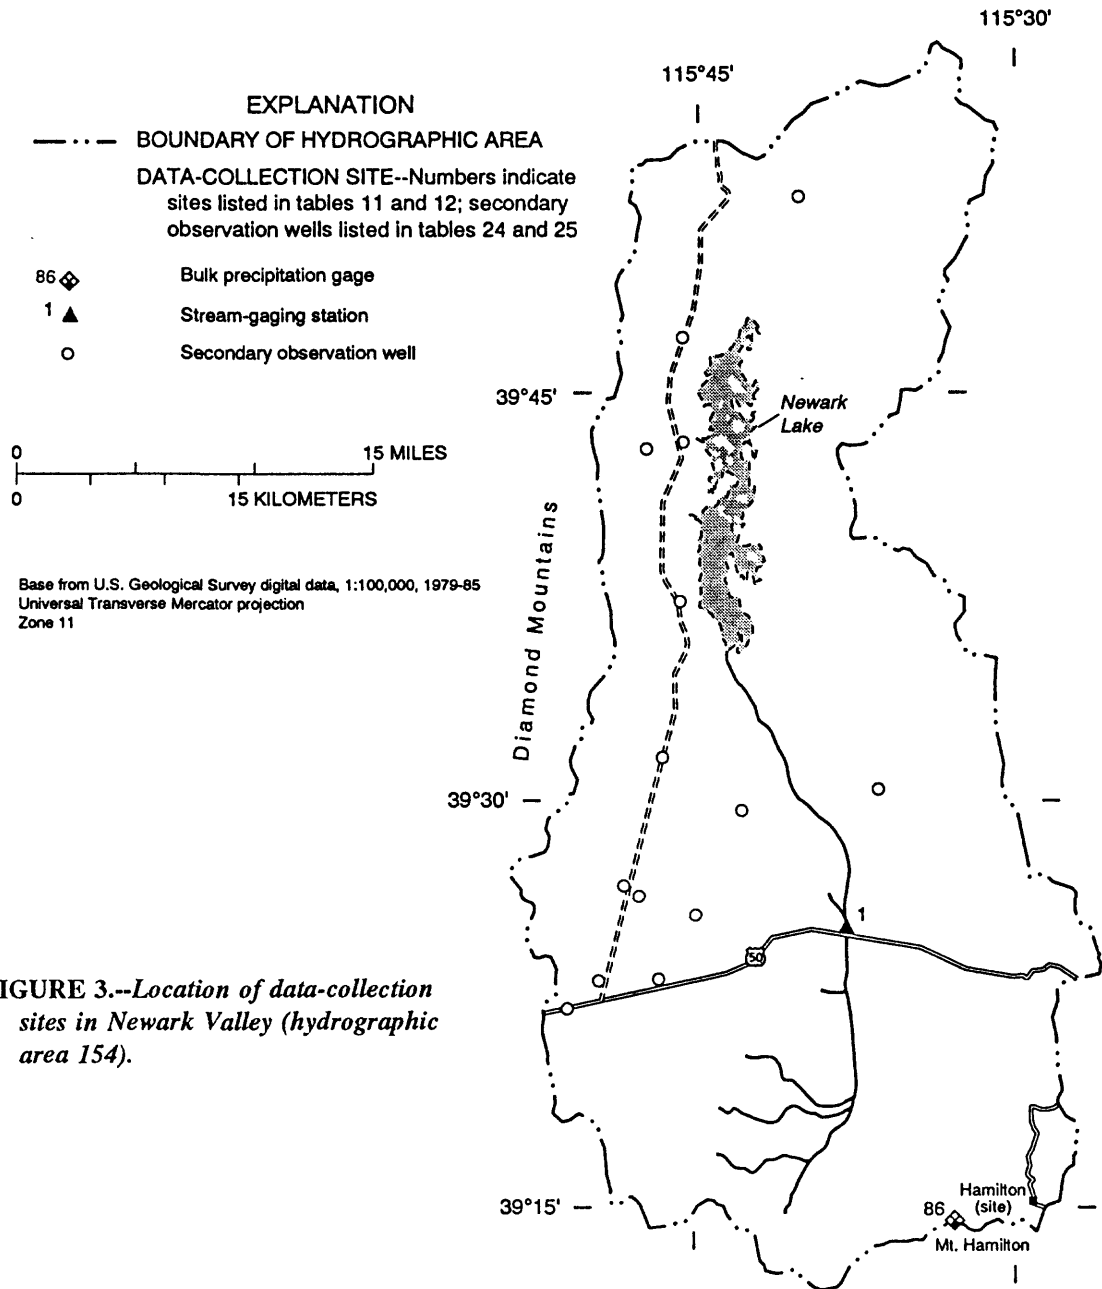 115°30'
115°45'
EXPLANATION
BOUNDARY OF HYDROGRAPHIC AREA
DATA-COLLECTION SITE--Numbers indicate
sites listed in tables 11 and 12; secondary
observation wells listed in tables 24 and 25
86 Bulk precipitation gage
1 Stream-gaging station
Secondary observation well
0 15 MILES
0 15 KILOMETERS
Base from U.S. Geological Survey digital data, 1:100,000, 1979-85
Universal Transverse Mercator projection
Zone 11
39°45'
Newark
Lake
Diamond Mountains
39°30'
1
50
IGURE 3.--Location of data-collection
sites in Newark Valley (hydrographic
area 154).
39°15'
Hamilton
(site)
86
Mt. Hamilton